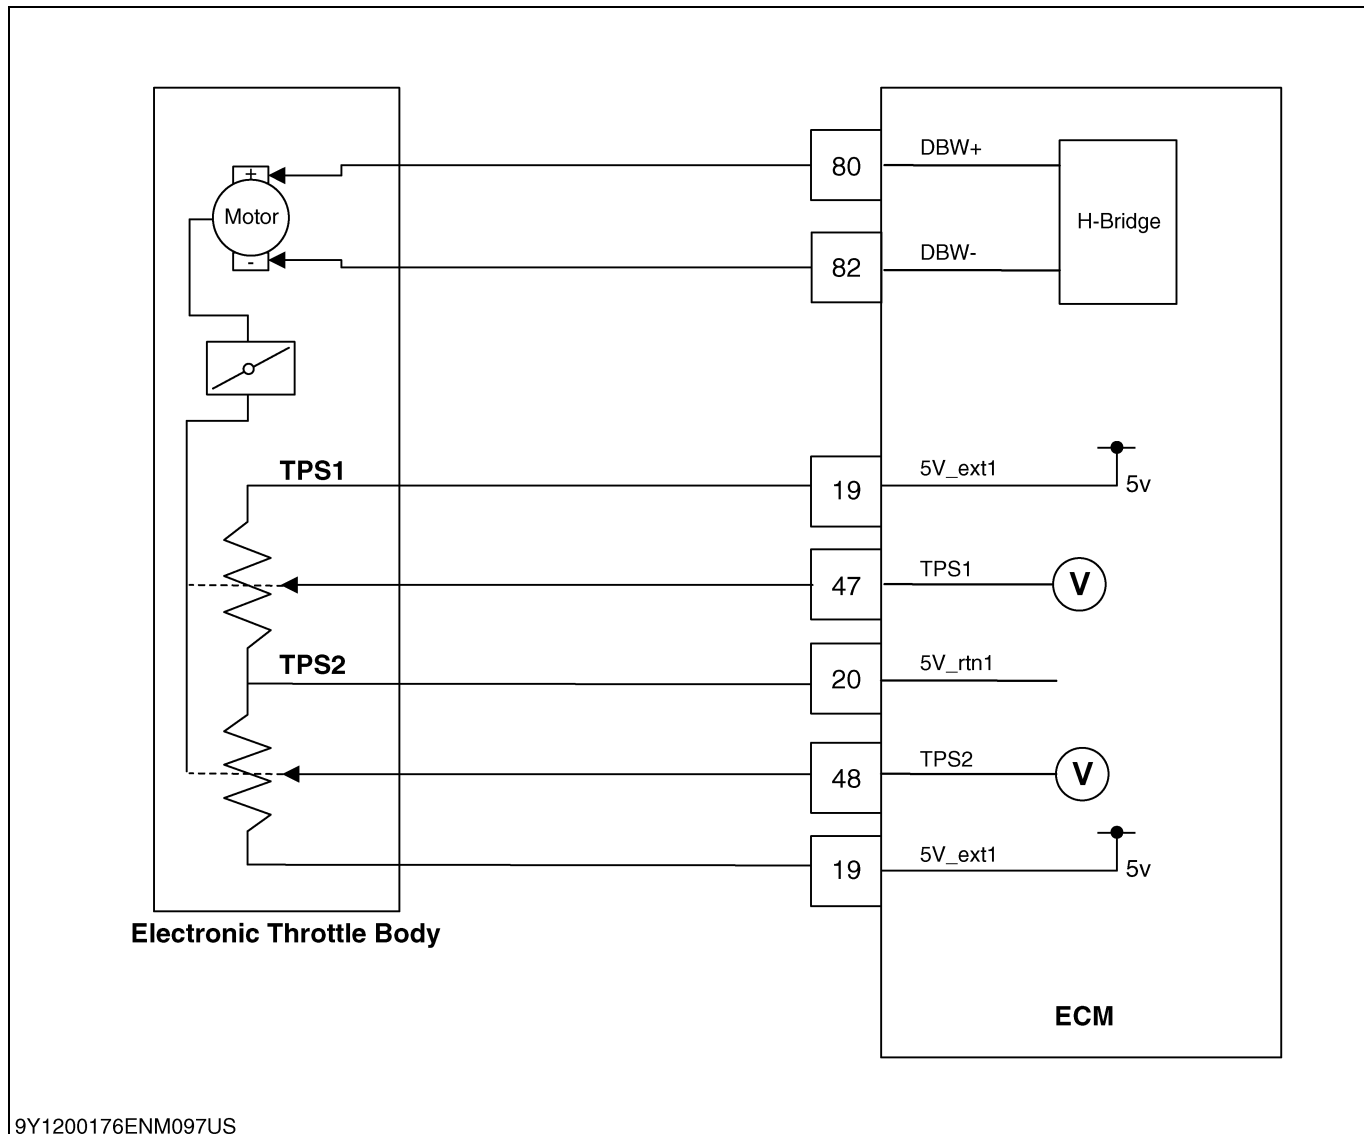 80
DBW+
+
Motor
H-Bridge
-
82
DBW-
TPS1
19
5V_ext1
5v
47
TPS1
V
TPS2
20
5V_rtn1
48
TPS2
V
19
5V_ext1
5v
Electronic Throttle Body
ECM
9Y1200176ENM097US